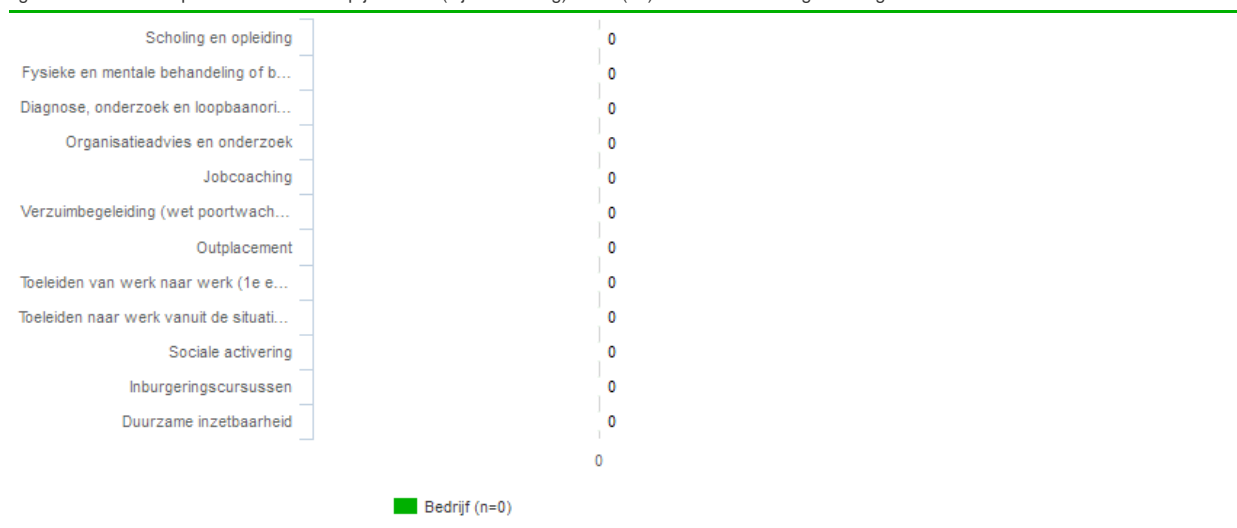 Scholing en opleiding 0
Fysieke en mentale behandeling of b... 0
Diagnose, onderzoek en loopbaanori... 0
Organisatieadvies en onderzoek 0
Jobcoaching 0
Verzuimbegeleiding (wet poortwach... 0
Outplacement 0
Toeleiden van werk naar werk (1e e... 0
Toeleiden naar werk vanuit de situati... 0
Sociale activering 0
Inburgeringscursussen 0
Duurzame inzetbaarheid 0
0
Bedrijf (n=0)